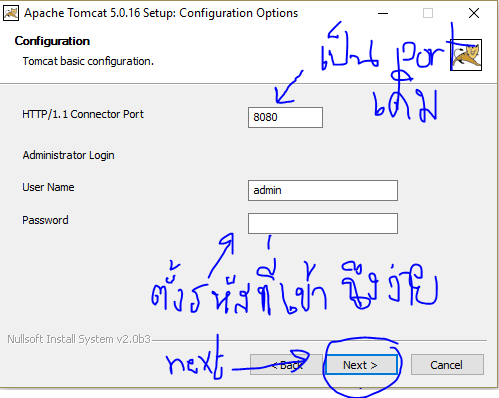 Apache Tomcat 5.0.16 Setup: Configuration Options
Configuration
Tomcat basic configuration.
เป็น port
เดิม
HTTP/1.1 Connector Port
8080
Administrator Login
User Name
admin
Password
ตั้งรหัสที่เข้าถึงง่าย
Nullsoft Install System v2.0b3
next
< Back
Next >
Cancel